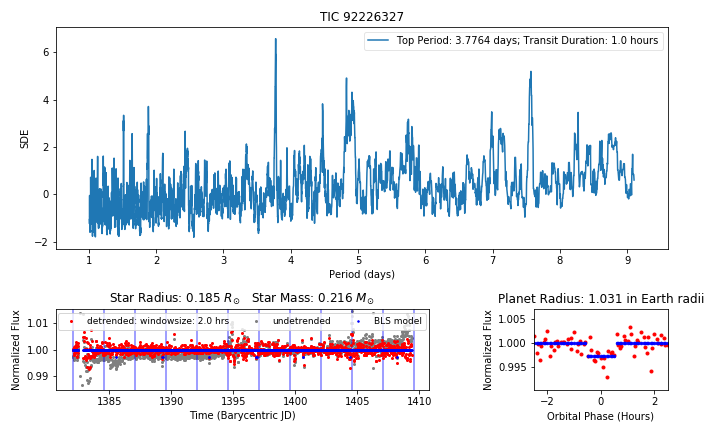 TIC 92226327
Top Period: 3.7764 days; Transit Duration: 1.0 hours
SDE
6
4
2
0
−2
1 2 3 4 5 6 7 8 9
Period (days)
Star Radius: 0.185 R☉ Star Mass: 0.216 M☉
detrended: windowsize: 2.0 hrs undetrended BLS model
Normalized Flux
1.01
1.00
0.99
1385 1390 1395 1400 1405 1410
Time (Barycentric JD)
Planet Radius: 1.031 in Earth radii
Normalized Flux
1.005
1.000
0.995
−2 0 2
Orbital Phase (Hours)